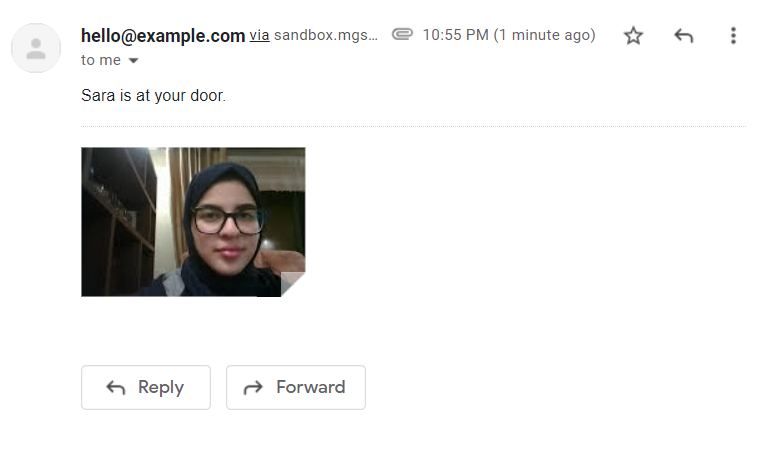 hello@example.com via sandbox.mgs... 10:55 PM (1 minute ago)
to me
Sara is at your door.
Reply Forward